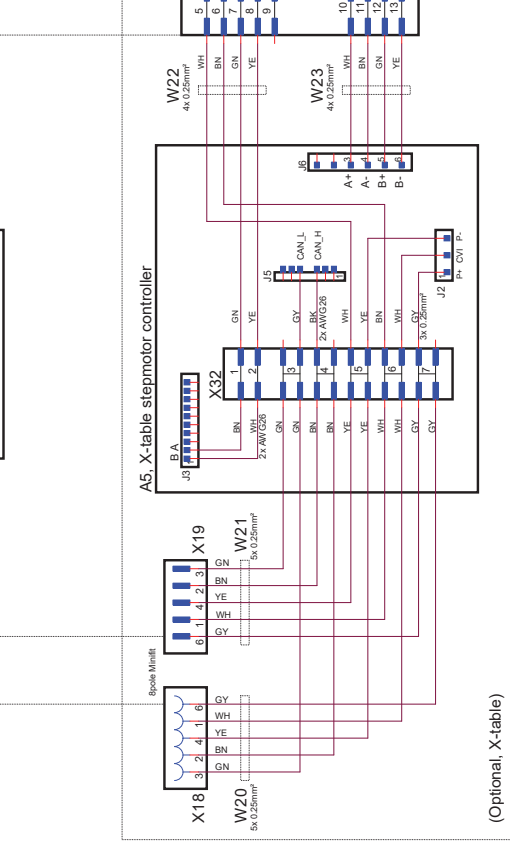 5
6
7
8
9
10
11
12
13
WH
BN
GN
YE
WH
BN
GN
YE
W22
4x 0.25mm²
W23
4x 0.25mm²
A5, X-table stepmotor controller
J6
3
4
5
6
A+
A-
B+
B-
J5
CAN_L
CAN_H
1
J2
1
P+
CVI
P-
GN
YE
GY
BK
2x AWG26
WH
YE
BN
WH
GY
3x 0.25mm²
X32
1
2
3
4
5
6
7
J3
1
B
A
BN
WH
2x AWG26
GN
GN
BN
BN
YE
YE
WH
WH
GY
GY
X19
3
2
4
1
6
GN
BN
YE
WH
GY
W21
5x 0.25mm²
8pole Minifit
X18
6
1
4
2
3
GY
WH
YE
BN
GN
W20
5x 0.25mm²
(Optional, X-table)